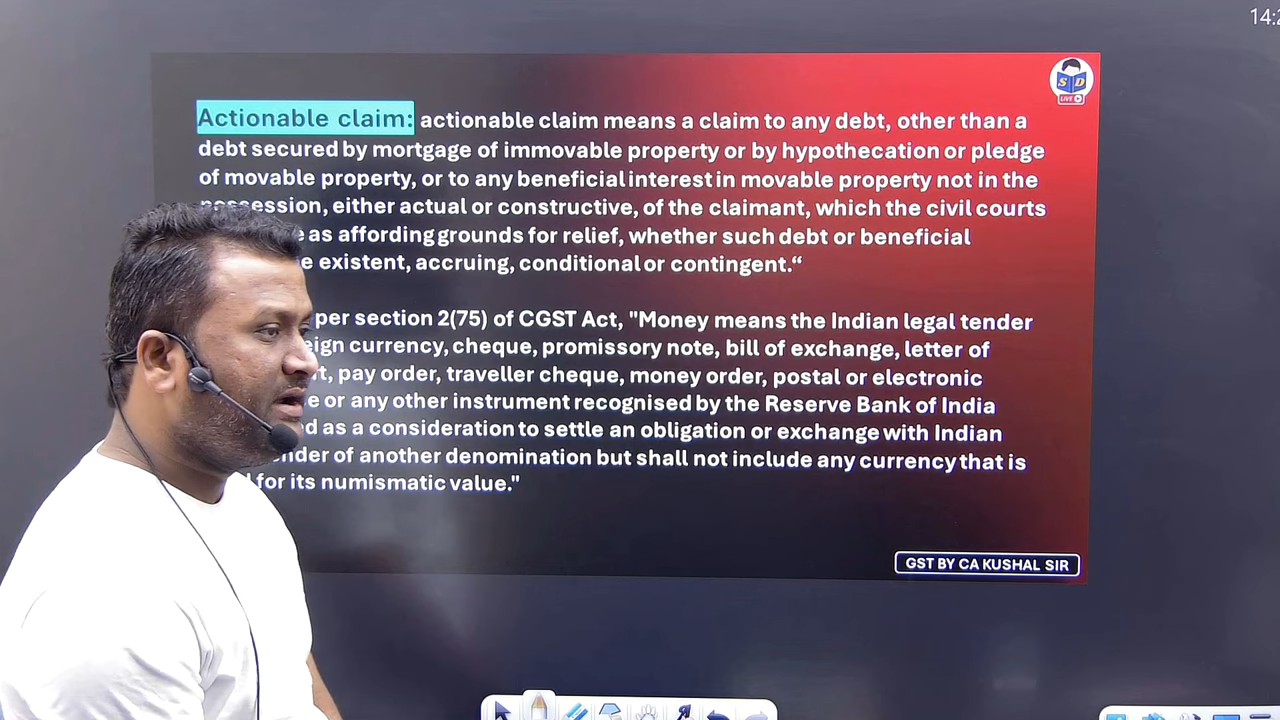 14:2
S D
LIVE
Actionable claim: actionable claim means a claim to any debt, other than a
debt secured by mortgage of immovable property or by hypothecation or pledge
of movable property, or to any beneficial interest in movable property not in the
possession, either actual or constructive, of the claimant, which the civil courts
as affording grounds for relief, whether such debt or beneficial
existent, accruing, conditional or contingent.“
per section 2(75) of CGST Act, "Money means the Indian legal tender
currency, cheque, promissory note, bill of exchange, letter of
pay order, traveller cheque, money order, postal or electronic
or any other instrument recognised by the Reserve Bank of India
as a consideration to settle an obligation or exchange with Indian
of another denomination but shall not include any currency that is
for its numismatic value."
GST BY CA KUSHAL SIR